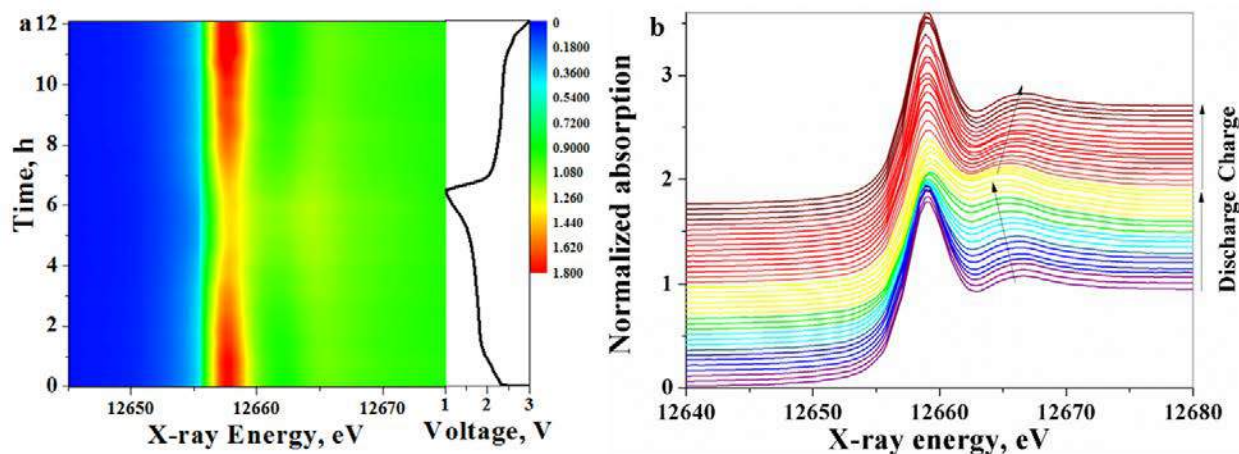 a
12
10
8
6
4
2
0
Time, h
12650 12660 12670
X-ray Energy, eV
1 2 3
Voltage, V
0
0.1800
0.3600
0.5400
0.7200
0.9000
1.080
1.260
1.440
1.620
1.800
b
3
2
1
0
Normalized absorption
12640 12650 12660 12670 12680
X-ray energy, eV
Discharge Charge